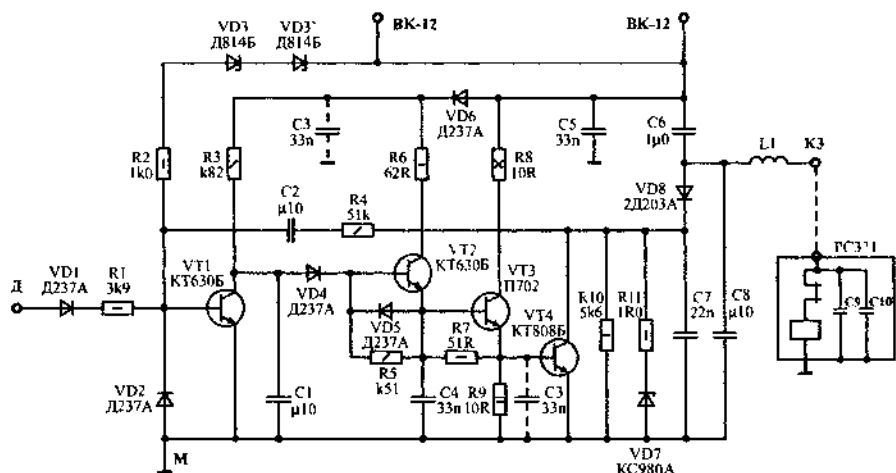 VD3
Д814Б
VD3'
Д814Б
ВК-12
ВК-12
R2
1k0
R3
k82
C3
33n
R6
62R
VD6
Д237А
R8
10R
C5
33n
C6
1μ0
L1
К3
C2
μ10
R4
51k
VD8
2Д203А
Д
VD1
Д237А
R1
3k9
VT1
КТ630Б
VD4
Д237А
VT2
КТ630Б
VT3
П702
VD5
Д237А
R7
51R
VT4
КТ808Б
R10
5k6
R11
1R0
C7
22n
C8
μ10
РС331
C9
C10
VD2
Д237А
C1
μ10
R5
k51
C4
33n
R9
10R
C3
33n
М
VD7
КС980А